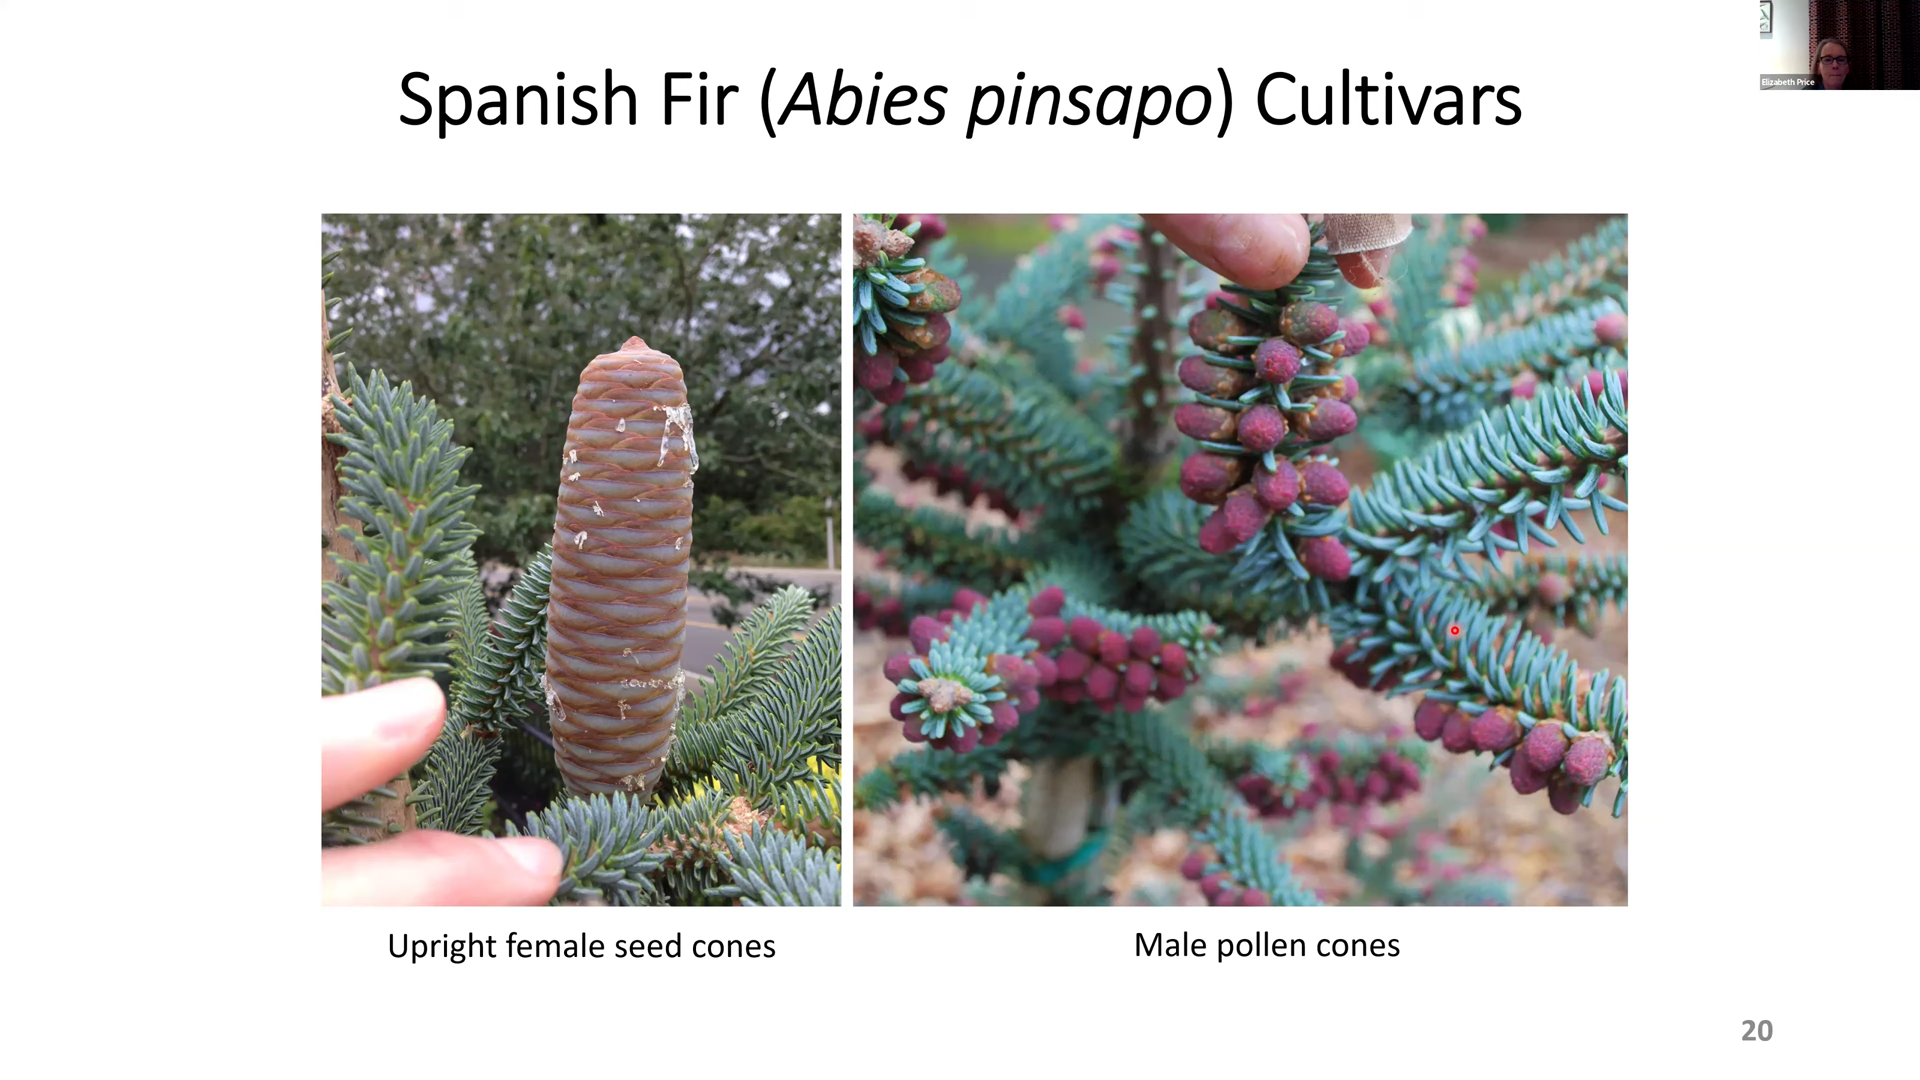 Spanish Fir (Abies pinsapo) Cultivars
Elizabeth Price
Upright female seed cones
Male pollen cones
20